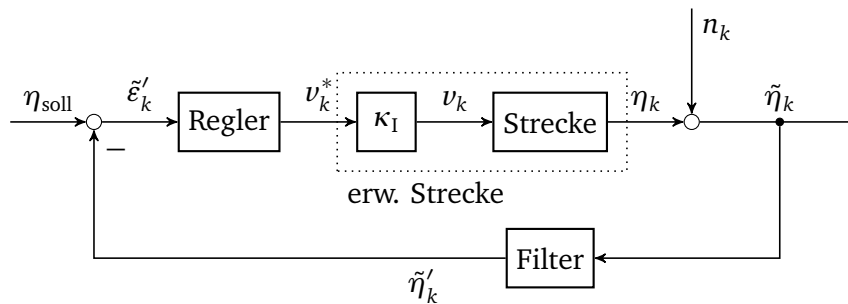 n_k
η_soll ε̃′_k v*_k v_k η_k η̃_k
Regler κ_I Strecke
−
erw. Strecke
Filter
η̃′_k